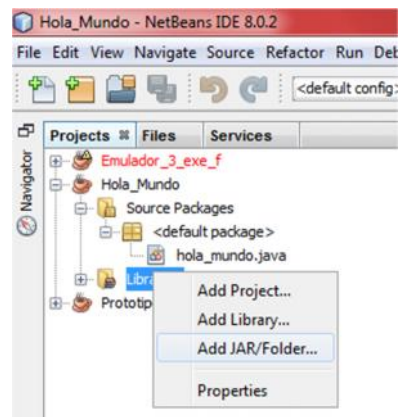 Hola_Mundo - NetBeans IDE 8.0.2
File Edit View Navigate Source Refactor Run Deb
<default config>
Projects Files Services
Navigator
Emulador_3_exe_f
Hola_Mundo
Source Packages
<default package>
hola_mundo.java
Libra
Prototip
Add Project...
Add Library...
Add JAR/Folder...
Properties